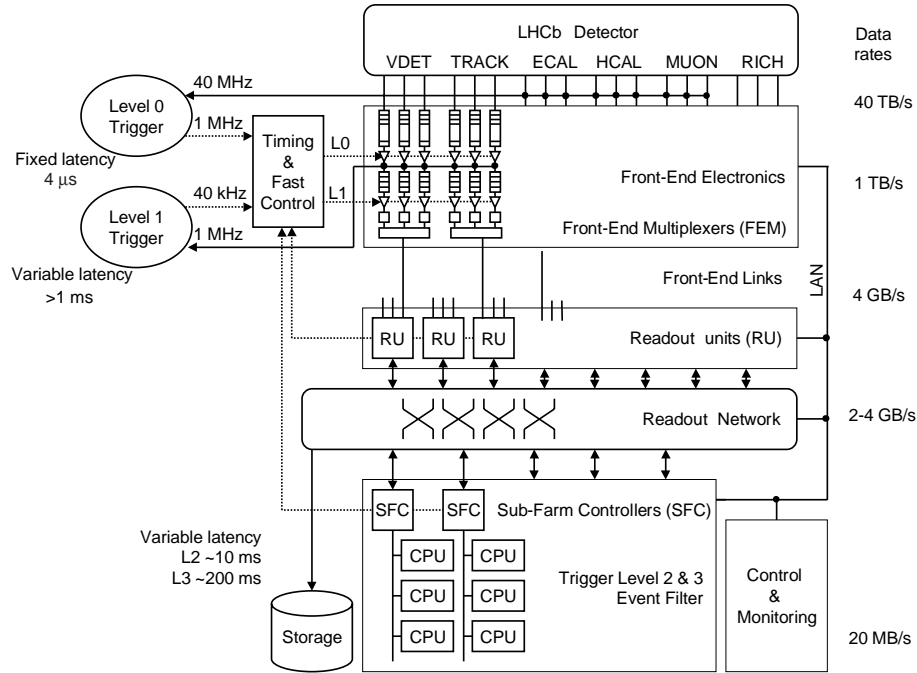 LHCb Detector
VDET TRACK ECAL HCAL MUON RICH
Data
rates
40 MHz
40 TB/s
Level 0
Trigger
1 MHz
Timing
&
Fast
Control
L0
L1
Fixed latency
4 µs
40 kHz
Level 1
Trigger
1 MHz
Variable latency
>1 ms
Front-End Electronics
1 TB/s
Front-End Multiplexers (FEM)
Front-End Links
LAN
4 GB/s
RU RU RU
Readout units (RU)
Readout Network
2-4 GB/s
SFC SFC
Sub-Farm Controllers (SFC)
Variable latency
L2 ~10 ms
L3 ~200 ms
CPU CPU
CPU CPU
CPU CPU
Trigger Level 2 & 3
Event Filter
Storage
Control
&
Monitoring
20 MB/s